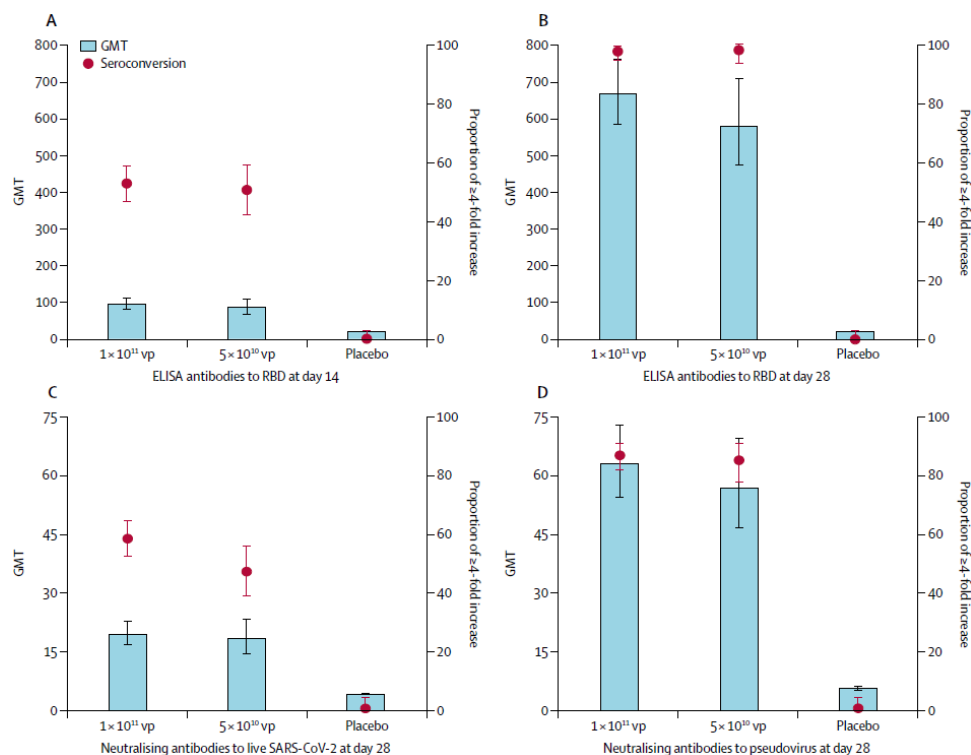 A
GMT
Seroconversion
800
700
600
500
400
300
200
100
0
GMT
100
80
60
40
20
0
Proportion of ≥4-fold increase
1 × 10¹¹ vp 5 × 10¹⁰ vp Placebo
ELISA antibodies to RBD at day 14
B
800
700
600
500
400
300
200
100
0
GMT
100
80
60
40
20
0
Proportion of ≥4-fold increase
1 × 10¹¹ vp 5 × 10¹⁰ vp Placebo
ELISA antibodies to RBD at day 28
C
75
60
45
30
15
0
GMT
100
80
60
40
20
0
Proportion of ≥4-fold increase
1 × 10¹¹ vp 5 × 10¹⁰ vp Placebo
Neutralising antibodies to live SARS-CoV-2 at day 28
D
75
60
45
30
15
0
GMT
100
80
60
40
20
0
Proportion of ≥4-fold increase
1 × 10¹¹ vp 5 × 10¹⁰ vp Placebo
Neutralising antibodies to pseudovirus at day 28